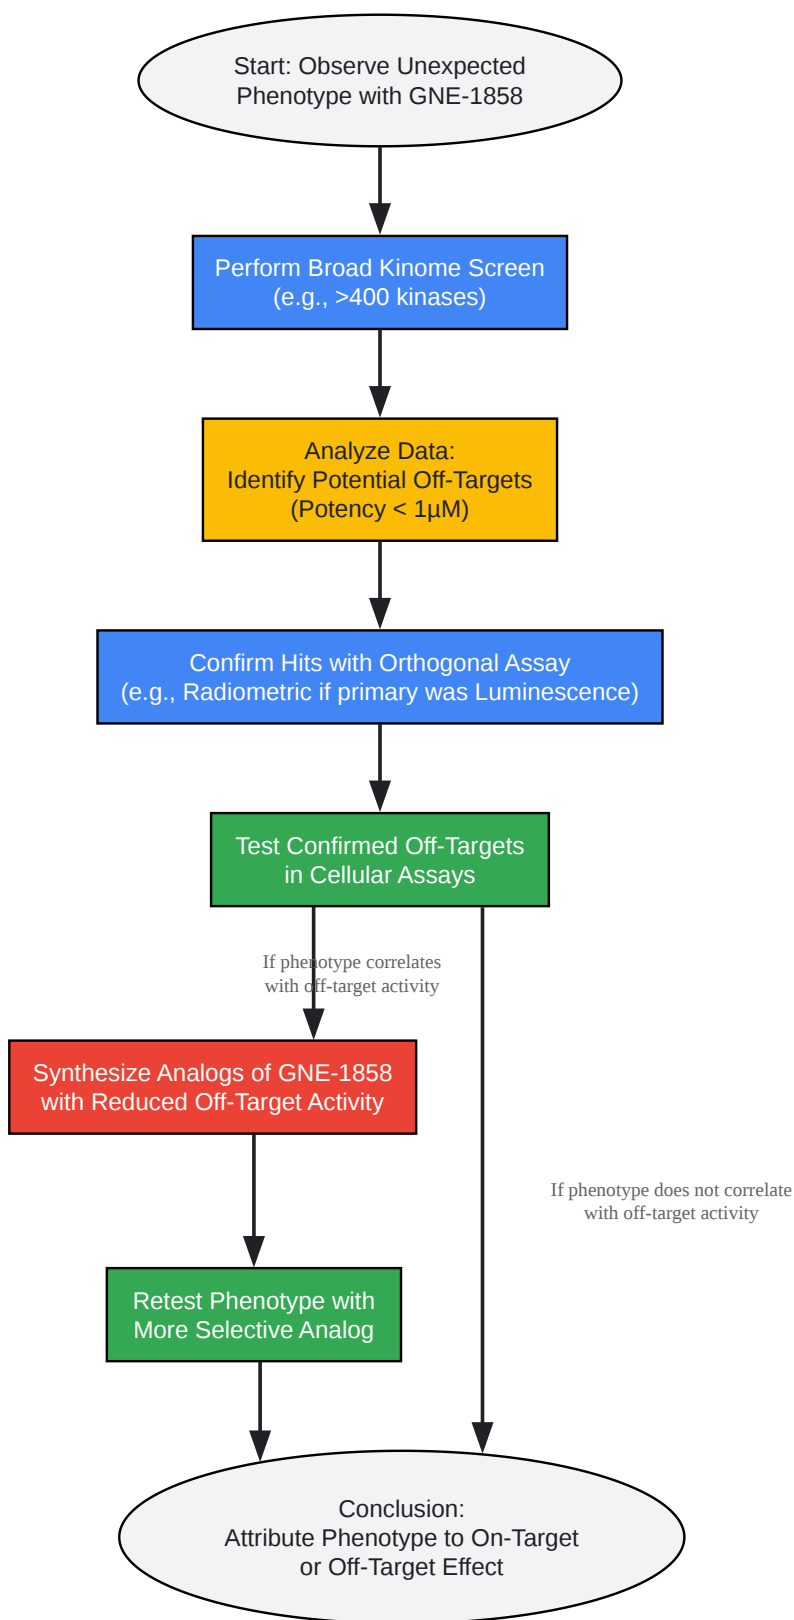 Start: Observe Unexpected
Phenotype with GNE-1858
Perform Broad Kinome Screen
(e.g., >400 kinases)
Analyze Data:
Identify Potential Off-Targets
(Potency < 1µM)
Confirm Hits with Orthogonal Assay
(e.g., Radiometric if primary was Luminescence)
Test Confirmed Off-Targets
in Cellular Assays
If phenotype correlates
with off-target activity
Synthesize Analogs of GNE-1858
with Reduced Off-Target Activity
If phenotype does not correlate
with off-target activity
Retest Phenotype with
More Selective Analog
Conclusion:
Attribute Phenotype to On-Target
or Off-Target Effect